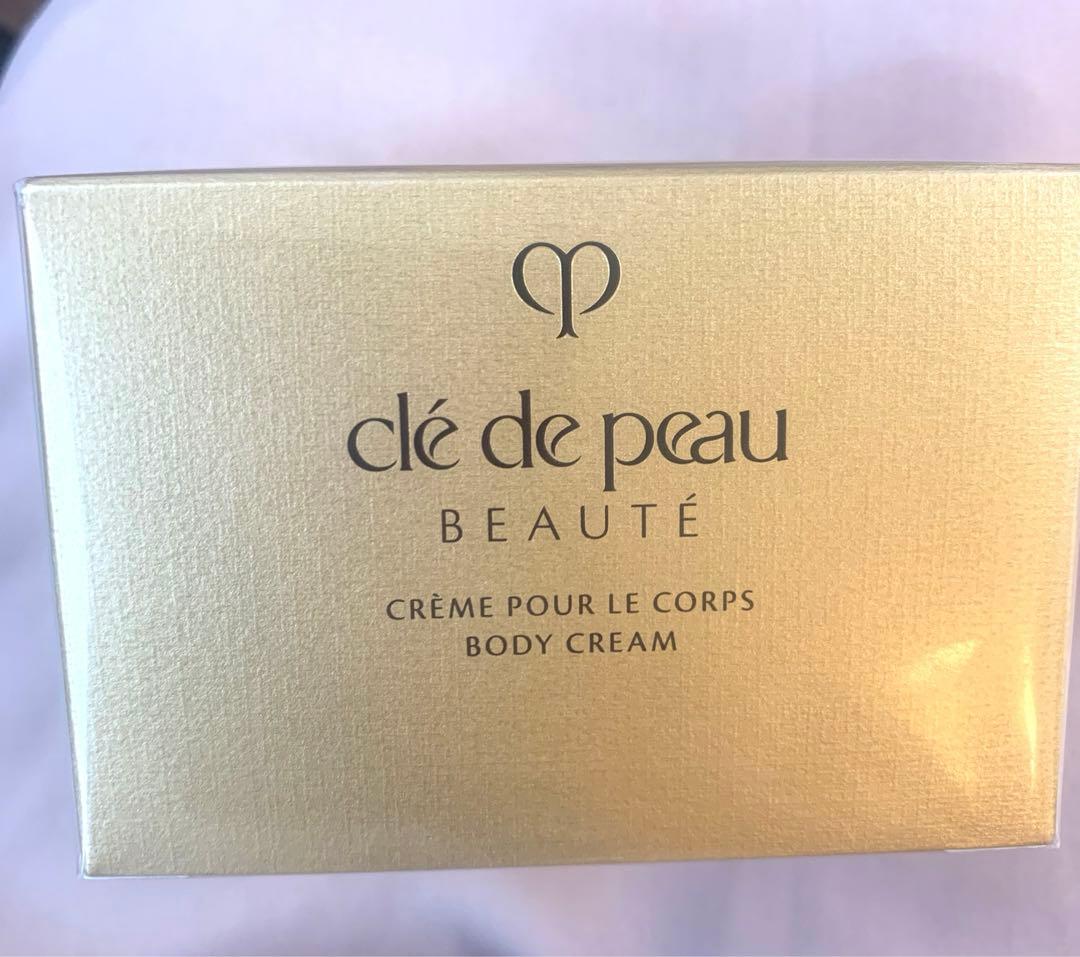 clé de peau
BEAUTÉ
CRÈME POUR LE CORPS
BODY CREAM